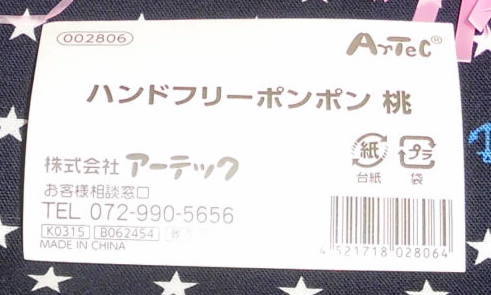 002806
ArTeC®
ハンドフリーポンポン 桃
紙 プラ
台紙 袋
株式会社 アーテック
お客様相談窓口
TEL 072-990-5656
K0315 B062454
MADE IN CHINA
4 521718 028064